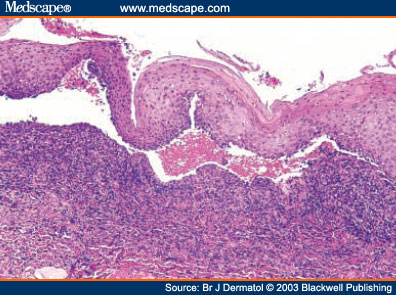 Medscape® www.medscape.com
Source: Br J Dermatol © 2003 Blackwell Publishing